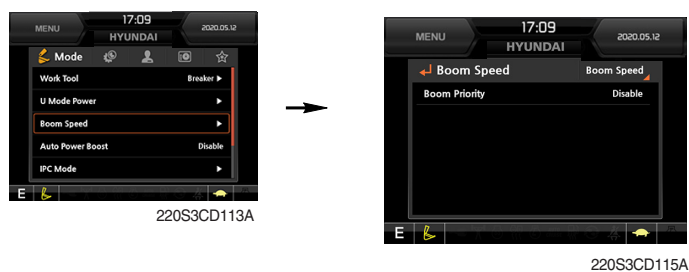 MENU
17:09
HYUNDAI
2020.05.12
Mode
Work Tool Breaker
U Mode Power
Boom Speed
Auto Power Boost Disable
IPC Mode
E
220S3CD113A
MENU
17:09
HYUNDAI
2020.05.12
Boom Speed Boom Speed
Boom Priority Disable
E
220S3CD115A